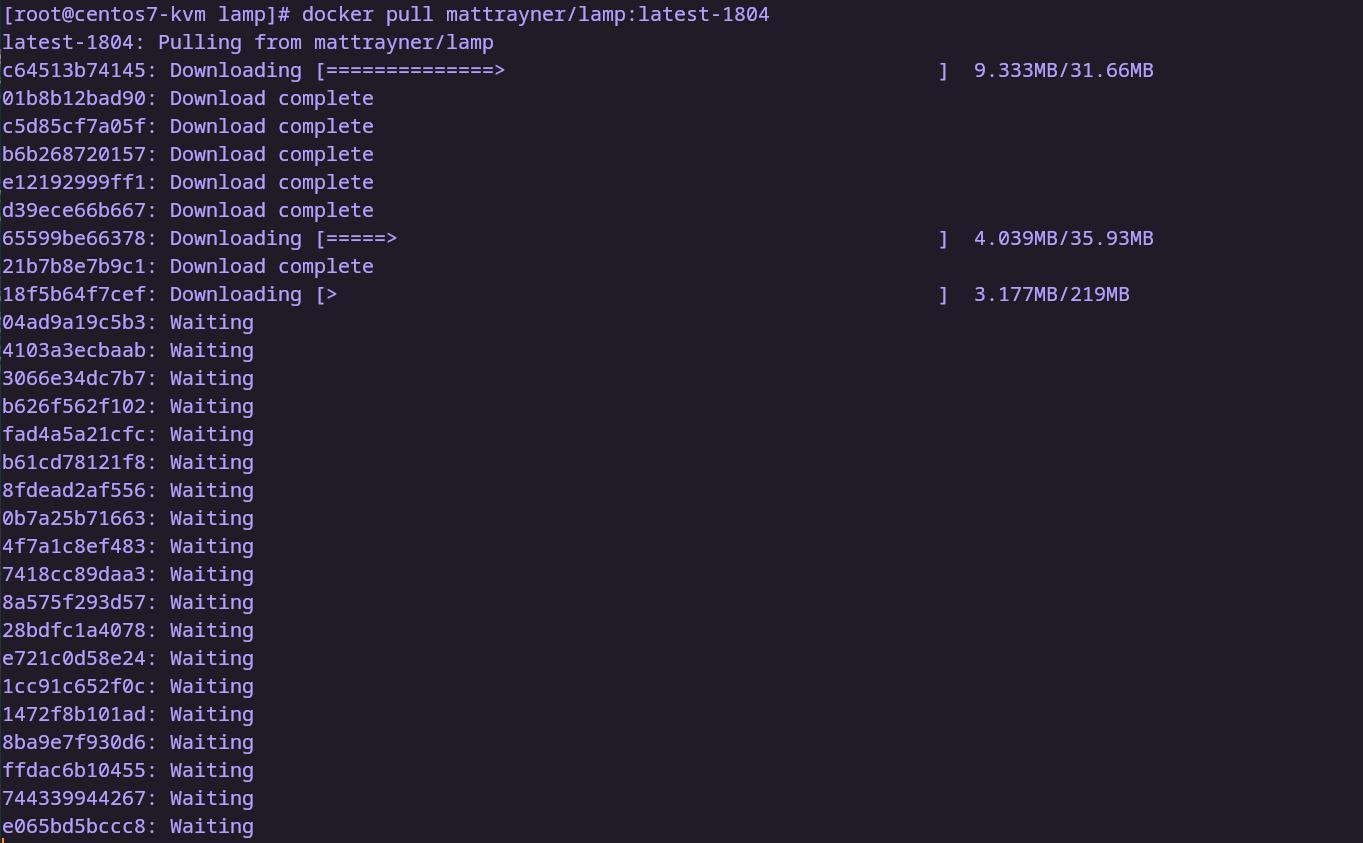 [root@centos7-kvm lamp]# docker pull mattrayner/lamp:latest-1804
latest-1804: Pulling from mattrayner/lamp
c64513b74145: Downloading [==============>                                    ]  9.333MB/31.66MB
01b8b12bad90: Download complete
c5d85cf7a05f: Download complete
b6b268720157: Download complete
e12192999ff1: Download complete
d39ece66b667: Download complete
65599be66378: Downloading [=====>                                             ]  4.039MB/35.93MB
21b7b8e7b9c1: Download complete
18f5b64f7cef: Downloading [>                                                  ]  3.177MB/219MB
04ad9a19c5b3: Waiting
4103a3ecbaab: Waiting
3066e34dc7b7: Waiting
b626f562f102: Waiting
fad4a5a21cfc: Waiting
b61cd78121f8: Waiting
8fdead2af556: Waiting
0b7a25b71663: Waiting
4f7a1c8ef483: Waiting
7418cc89daa3: Waiting
8a575f293d57: Waiting
28bdfc1a4078: Waiting
e721c0d58e24: Waiting
1cc91c652f0c: Waiting
1472f8b101ad: Waiting
8ba9e7f930d6: Waiting
ffdac6b10455: Waiting
744339944267: Waiting
e065bd5bccc8: Waiting